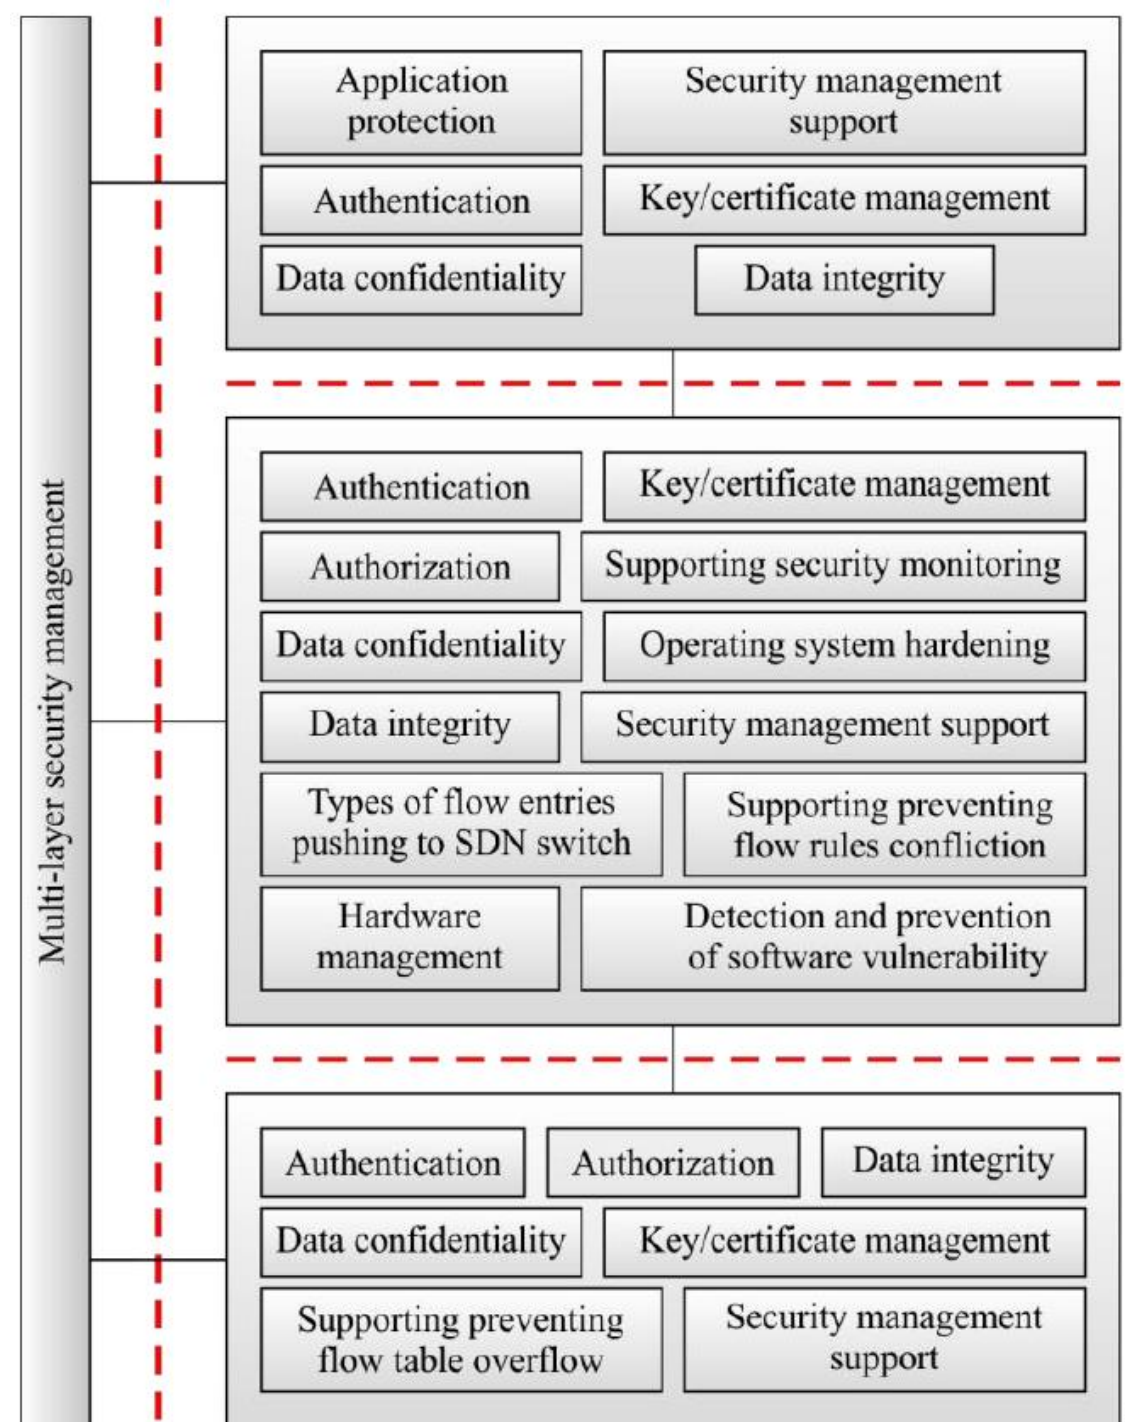 Multi-layer security management
Application
protection
Security management
support
Authentication
Key/certificate management
Data confidentiality
Data integrity
Authentication
Key/certificate management
Authorization
Supporting security monitoring
Data confidentiality
Operating system hardening
Data integrity
Security management support
Types of flow entries
pushing to SDN switch
Supporting preventing
flow rules confliction
Hardware
management
Detection and prevention
of software vulnerability
Authentication
Authorization
Data integrity
Data confidentiality
Key/certificate management
Supporting preventing
flow table overflow
Security management
support